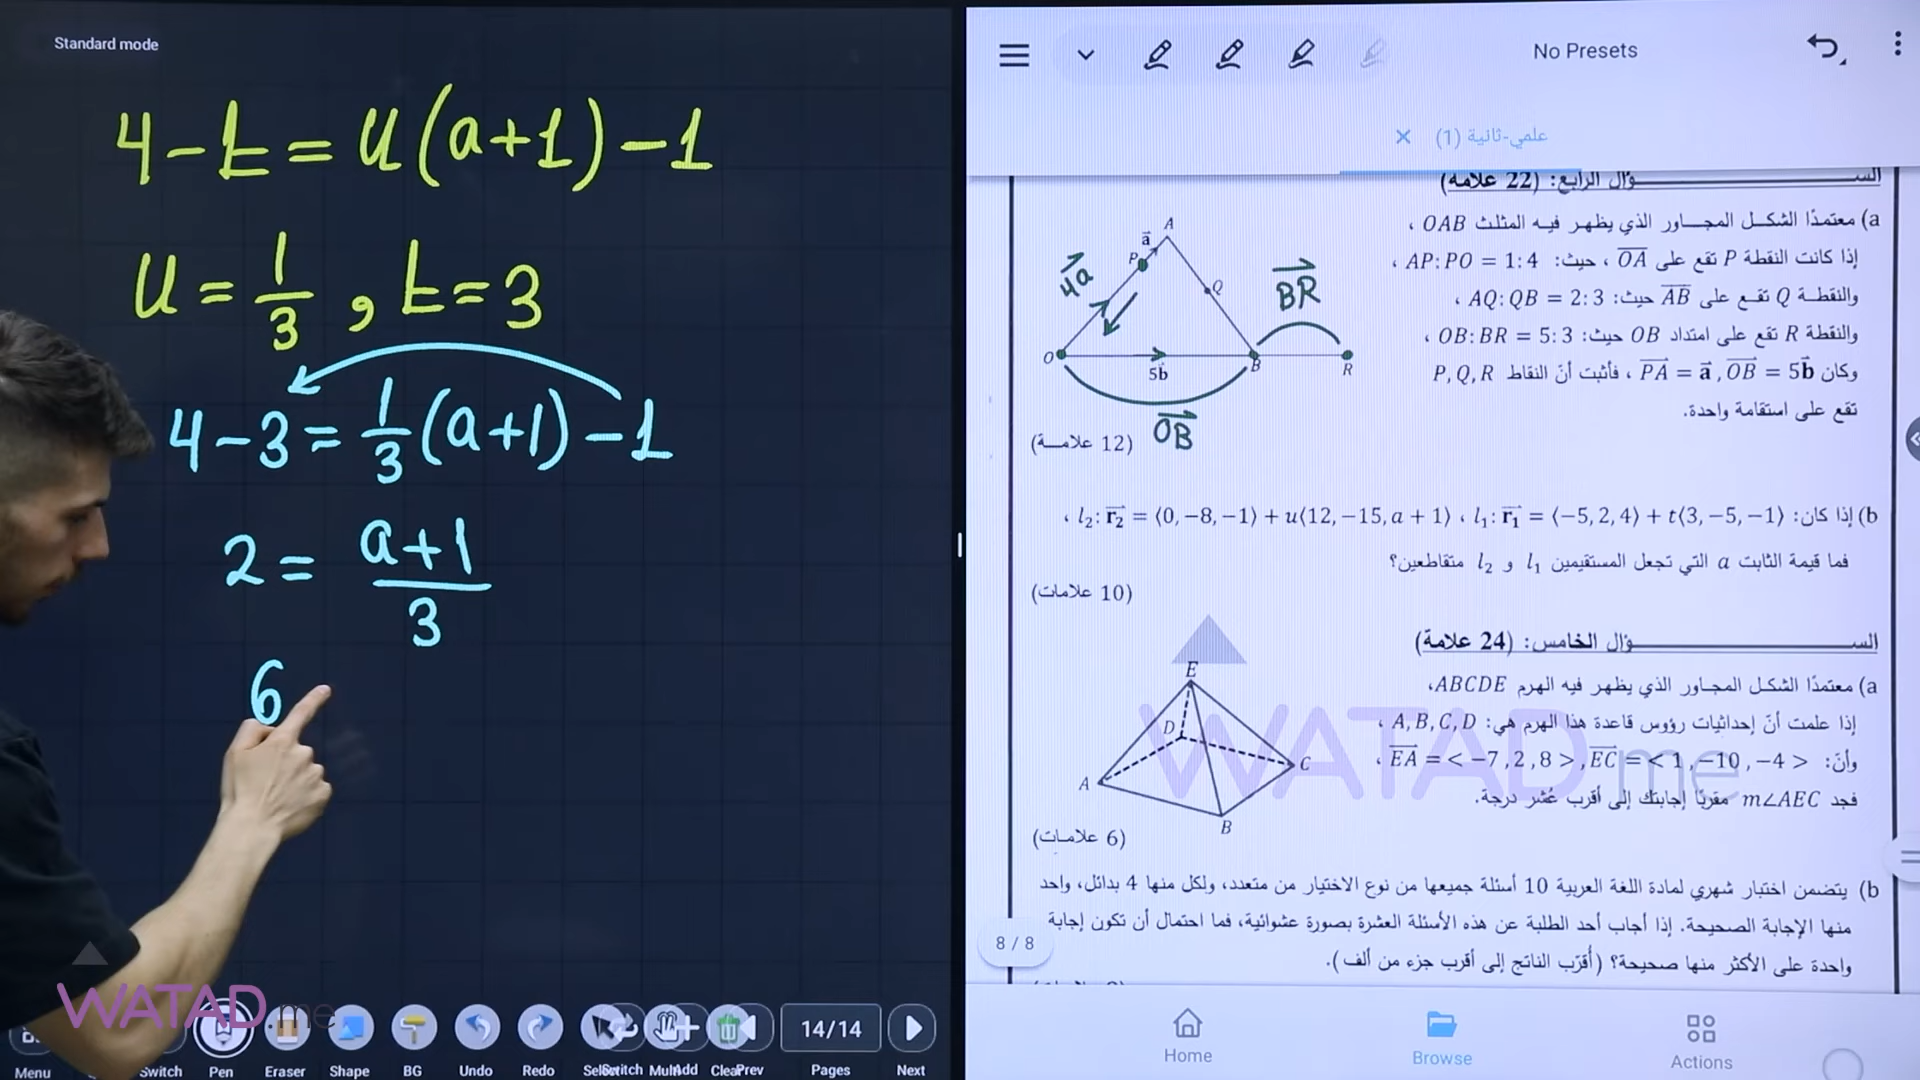 Standard mode
4 - t = u(a+1) - 1
u = 1/3 , t = 3
4 - 3 = 1/3 (a+1) - 1
2 = a+1/3
6
WATAD.me
Menu
Switch
Pen
Eraser
Shape
BG
Undo
Redo
Switch
Add
Prev
14/14
Pages
Next
No Presets
علمي-ثانية (1)
الســـؤال الرابع: (22 علامة)
a) معتمدًا الشكل المجاور الذي يظهر فيه المثلث OAB ،
إذا كانت النقطة P تقع على OA ، حيث: AP: PO = 1: 4 ،
والنقطة Q تقع على AB حيث: AQ: QB = 2: 3 ،
والنقطة R تقع على امتداد OB حيث: OB: BR = 5: 3 ،
وكان PA = a , OB = 5b ، فأثبت أنّ النقاط P, Q, R
تقع على استقامة واحدة.
(12 علامة)
A
a
P
4a
Q
BR
O
5b
B
R
OB
b) إذا كان: l₁: r₁ = ⟨−5, 2, 4⟩ + t⟨3, −5, −1⟩ ، l₂: r₂ = ⟨0, −8, −1⟩ + u⟨12, −15, a + 1⟩ ،
فما قيمة الثابت a التي تجعل المستقيمين l₁ و l₂ متقاطعين؟
(10 علامات)
الســـؤال الخامس: (24 علامة)
a) معتمدًا الشكل المجاور الذي يظهر فيه الهرم ABCDE،
إذا علمت أنّ إحداثيات رؤوس قاعدة هذا الهرم هي: A, B, C, D ،
وأنّ: EA = < −7 , 2 , 8 > , EC = < 1 , −10 , −4 > ،
فجد m∠AEC مقربًا إجابتك إلى أقرب عُشر درجة.
(6 علامات)
E
D
A
C
B
WATAD me
b) يتضمن اختبار شهري لمادة اللغة العربية 10 أسئلة جميعها من نوع الاختيار من متعدد، ولكل منها 4 بدائل، واحد
منها الإجابة الصحيحة. إذا أجاب أحد الطلبة عن هذه الأسئلة العشرة بصورة عشوائية، فما احتمال أن تكون إجابة
واحدة على الأكثر منها صحيحة؟ (أُقرّب الناتج إلى أقرب جزء من ألف).
8 / 8
Home
Browse
Actions